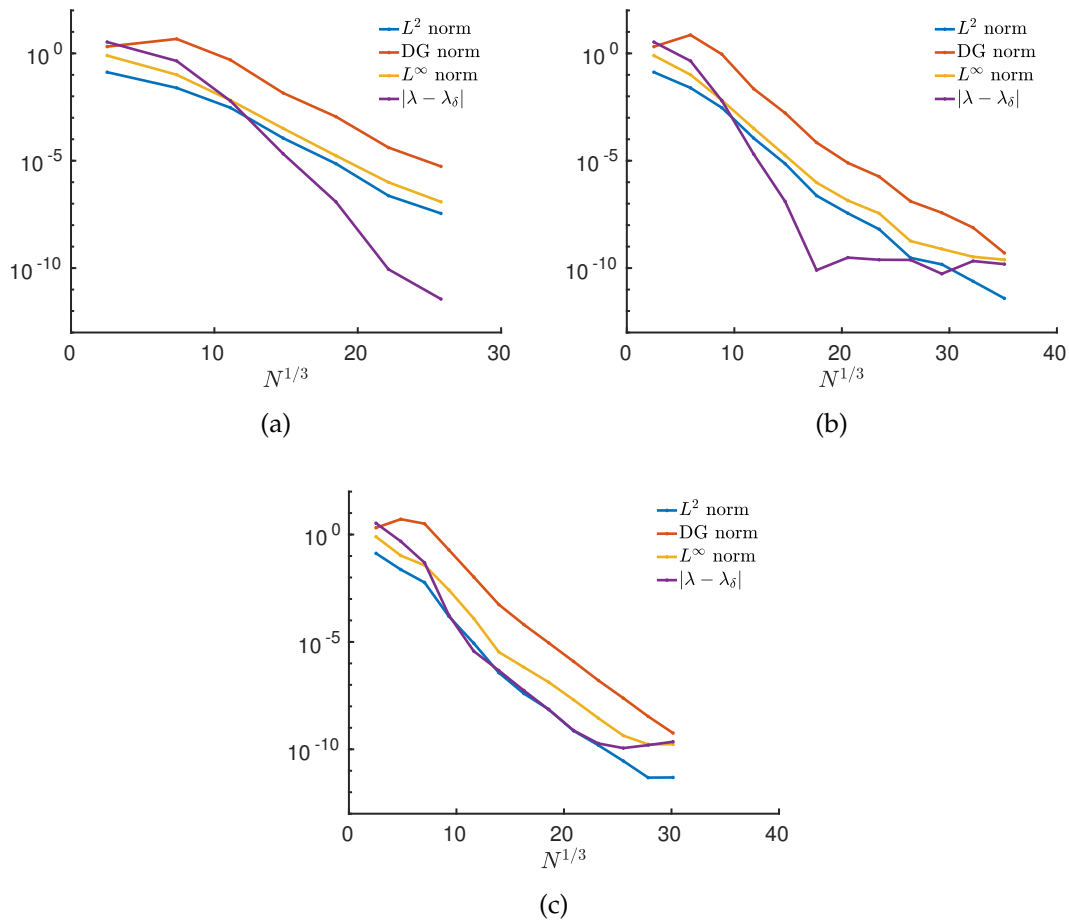 10^0
10^{-5}
10^{-10}
0
10
20
30
N^{1/3}
L^2 norm
DG norm
L^∞ norm
|λ − λ_δ|
(a)
10^0
10^{-5}
10^{-10}
0
10
20
30
40
N^{1/3}
L^2 norm
DG norm
L^∞ norm
|λ − λ_δ|
(b)
10^0
10^{-5}
10^{-10}
0
10
20
30
40
N^{1/3}
L^2 norm
DG norm
L^∞ norm
|λ − λ_δ|
(c)